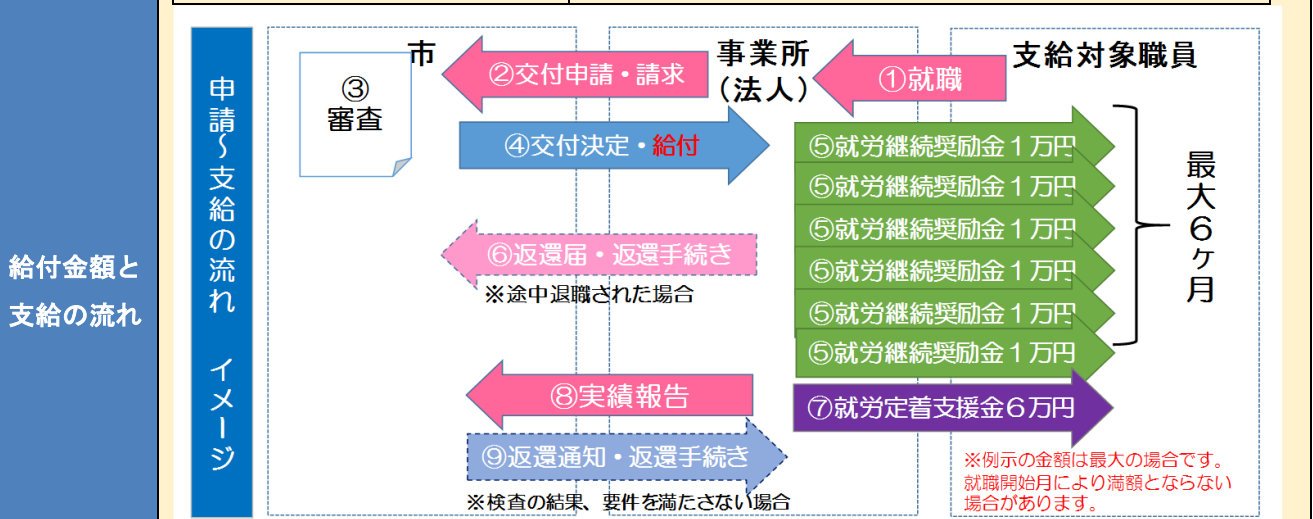 給付金額と
支給の流れ
申請～支給の流れ　イメージ
市
事業所
（法人）
支給対象職員
①就職
②交付申請・請求
③
審査
④交付決定・給付
⑤就労継続奨励金１万円
⑤就労継続奨励金１万円
⑤就労継続奨励金１万円
⑤就労継続奨励金１万円
⑤就労継続奨励金１万円
⑤就労継続奨励金１万円
最大６ヶ月
⑥返還届・返還手続き
※途中退職された場合
⑦就労定着支援金６万円
⑧実績報告
⑨返還通知・返還手続き
※検査の結果、要件を満たさない場合
※例示の金額は最大の場合です。
就職開始月により満額とならない
場合があります。